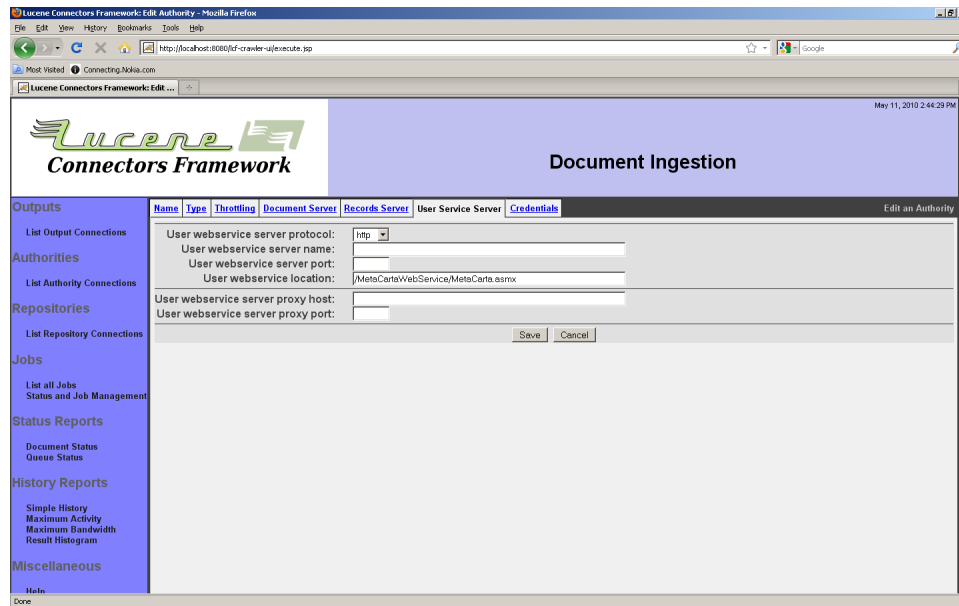 Lucene Connectors Framework: Edit Authority - Mozilla Firefox
File Edit View History Bookmarks Tools Help
http://localhost:8080/lcf-crawler-ui/execute.jsp
Google
Most Visited Connecting.Nokia.com
Lucene Connectors Framework: Edit ...
May 11, 2010 2:44:29 PM
Lucene
Connectors Framework
Document Ingestion
Outputs
List Output Connections
Authorities
List Authority Connections
Repositories
List Repository Connections
Jobs
List all Jobs
Status and Job Management
Status Reports
Document Status
Queue Status
History Reports
Simple History
Maximum Activity
Maximum Bandwidth
Result Histogram
Miscellaneous
Help
Name Type Throttling Document Server Records Server User Service Server Credentials Edit an Authority
User webservice server protocol: http
User webservice server name:
User webservice server port:
User webservice location: /MetaCartaWebService/MetaCarta.asmx
User webservice server proxy host:
User webservice server proxy port:
Save Cancel
Done